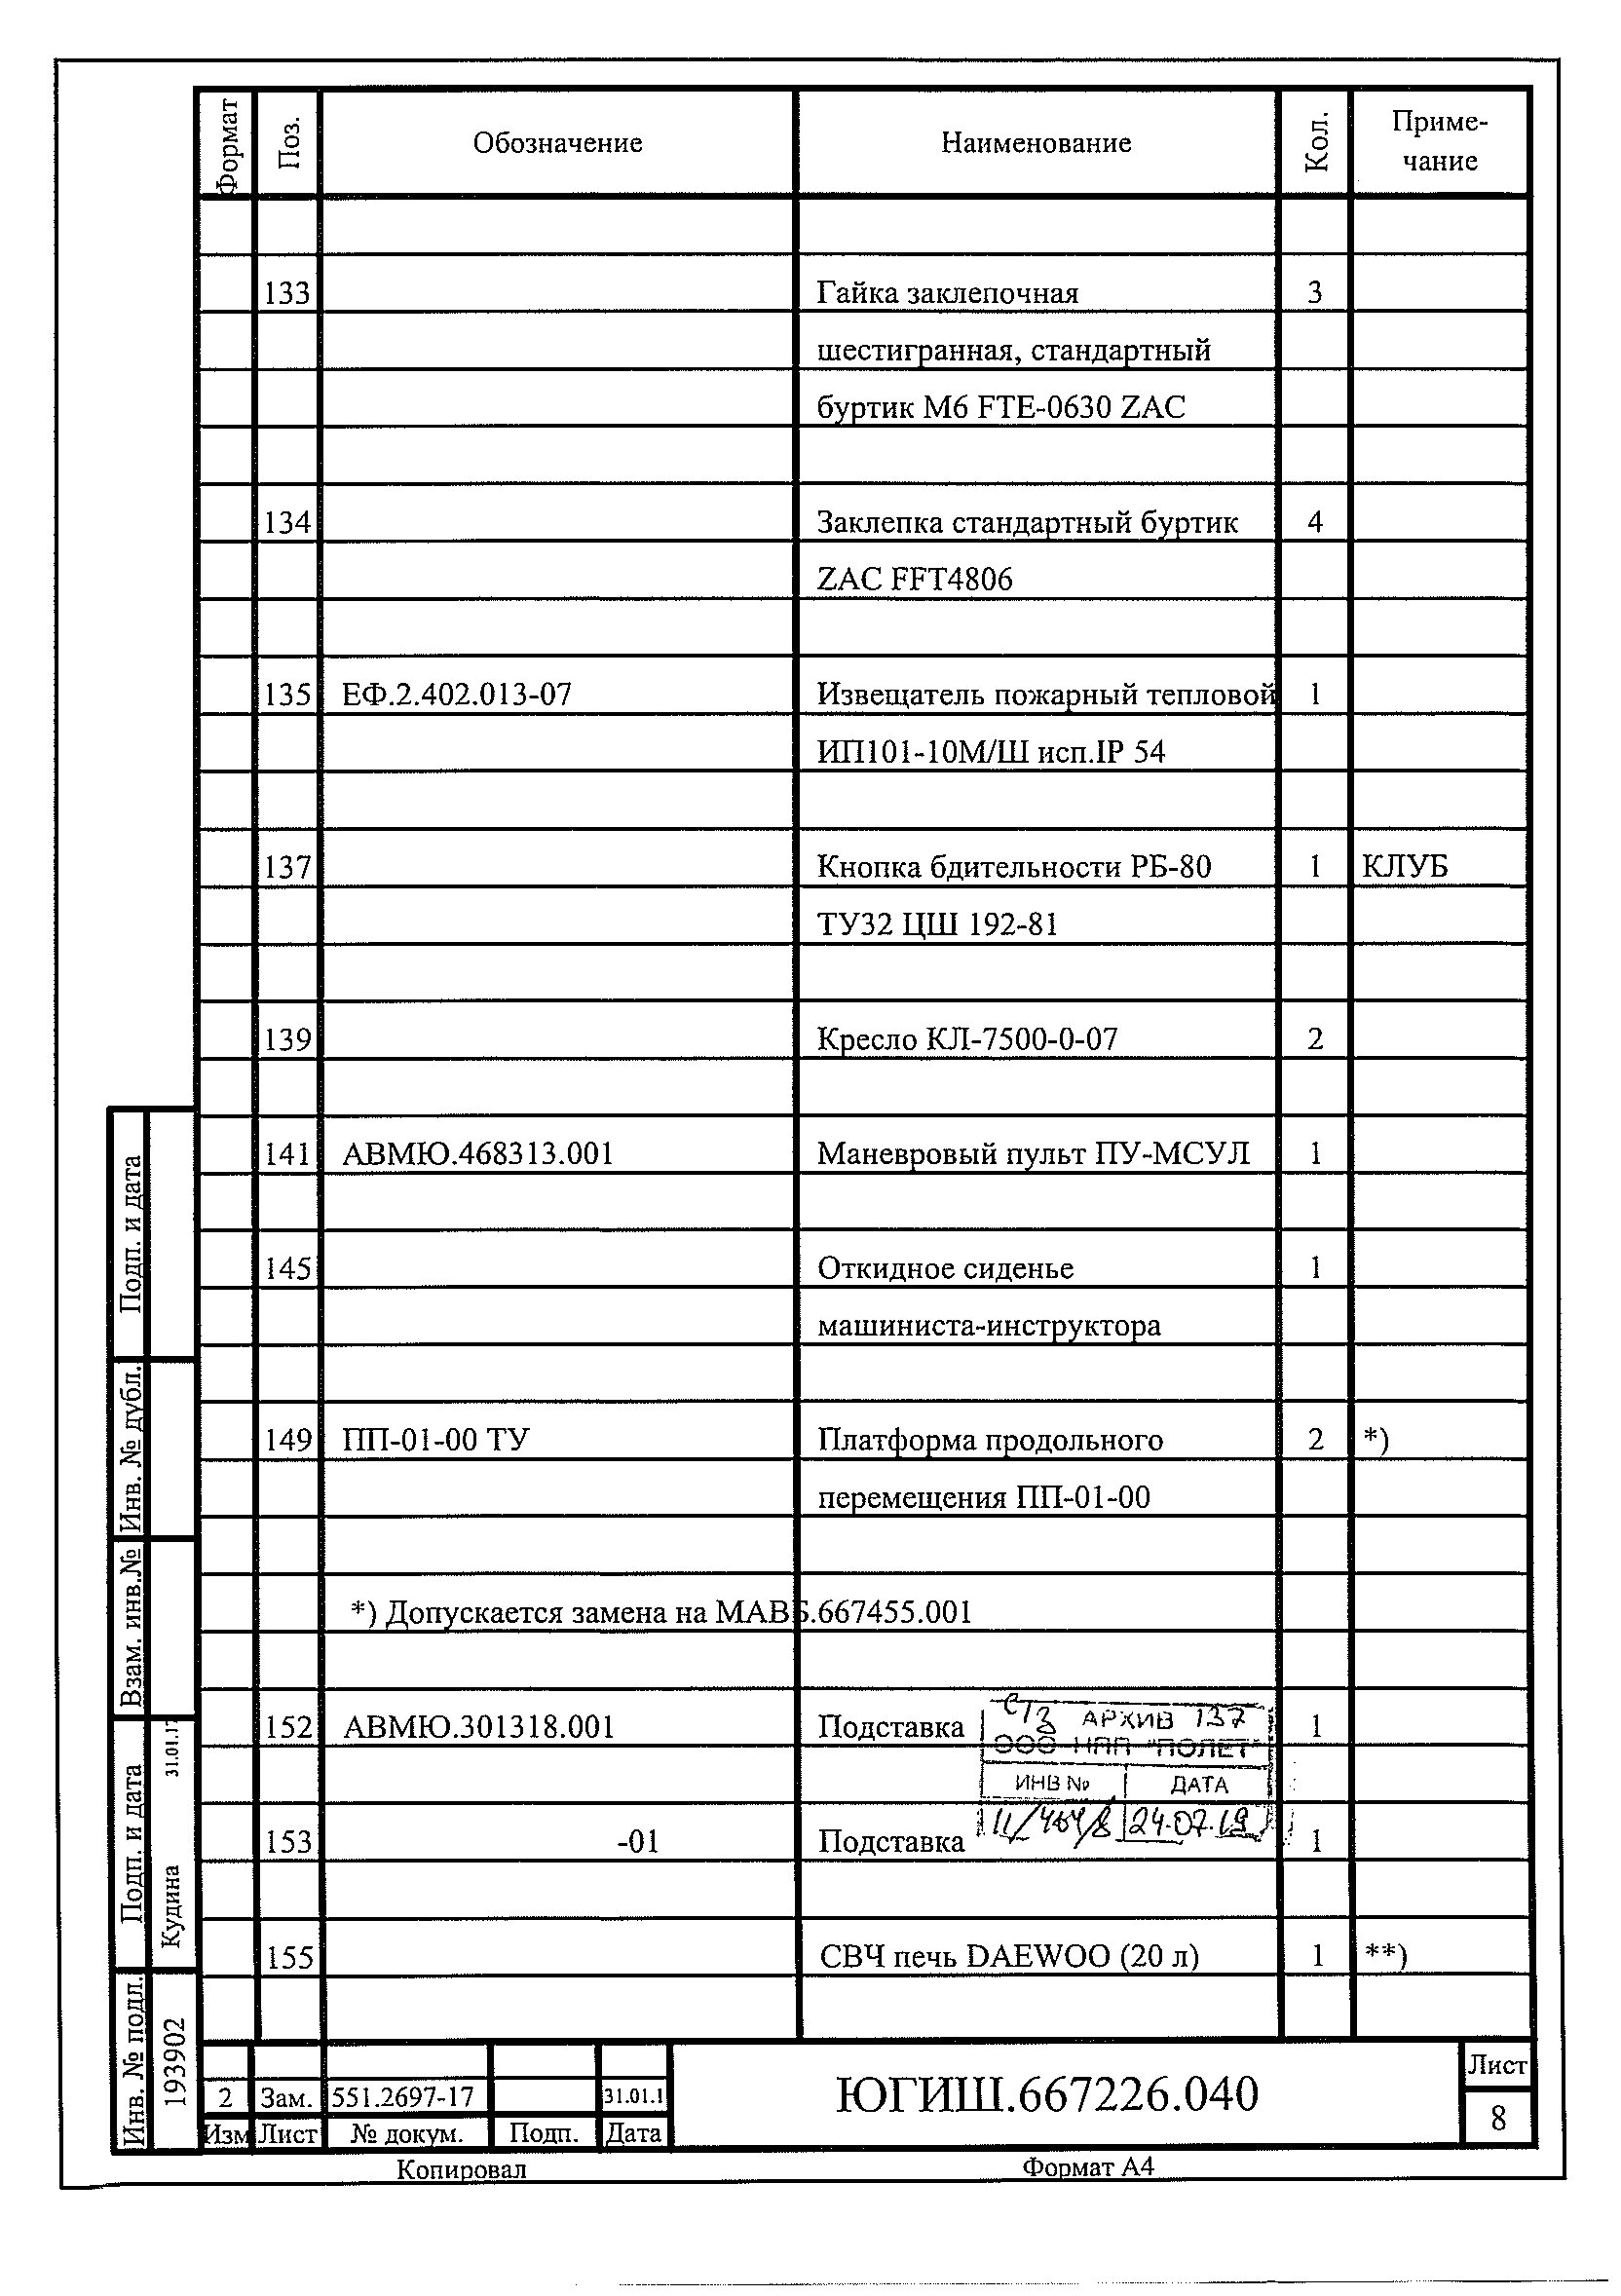 Формат Поз. Обозначение Наименование Кол. Приме-
чание
133 Гайка заклепочная 3
шестигранная, стандартный
буртик М6 FTE-0630 ZAC
134 Заклепка стандартный буртик 4
ZAC FFT4806
135 ЕФ.2.402.013-07 Извещатель пожарный тепловой 1
ИП101-10М/Ш исп.IP 54
137 Кнопка бдительности РБ-80 1 КЛУБ
ТУ32 ЦШ 192-81
139 Кресло КЛ-7500-0-07 2
141 АВМЮ.468313.001 Маневровый пульт ПУ-МСУЛ 1
145 Откидное сиденье 1
машиниста-инструктора
149 ПП-01-00 ТУ Платформа продольного 2 *)
перемещения ПП-01-00
*) Допускается замена на МАВБ.667455.001
152 АВМЮ.301318.001 Подставка 1
АРХИВ 137
ООО НПП "ПОЛЕТ"
ИНВ № ДАТА
24.07.19
153 -01 Подставка 1
155 СВЧ печь DAEWOO (20 л) 1 **)
Подп. и дата
Инв. № дубл.
Взам. инв.№
Подп. и дата
Кудина 31.01.17
Инв. № подл.
193902
2 Зам. 551.2697-17 31.01.1
Изм Лист № докум. Подп. Дата
ЮГИШ.667226.040
Лист
8
Копировал Формат А4